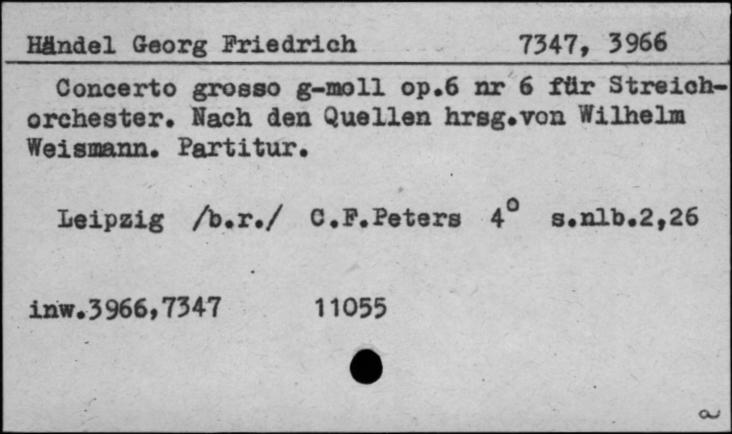 Händel Georg Friedrich 7347, 3966
Concerto grosso g-moll op.6 nr 6 für Streich-
orchester. Nach den Quellen hrsg.von Wilhelm
Weismann. Partitur.
Leipzig /b.r./ C.F.Peters 4° s.nlb.2,26
inw.3966,7347 11055